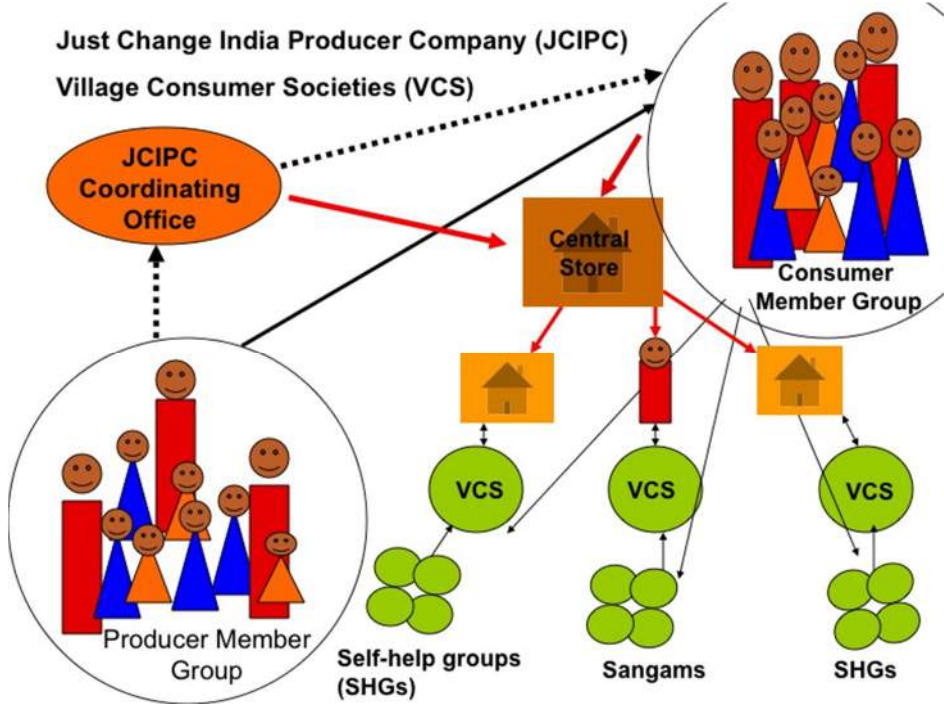 Just Change India Producer Company (JCIPC)
Village Consumer Societies (VCS)
JCIPC
Coordinating
Office
Central
Store
Consumer
Member Group
VCS
VCS
VCS
Producer Member
Group
Self-help groups
(SHGs)
Sangams
SHGs